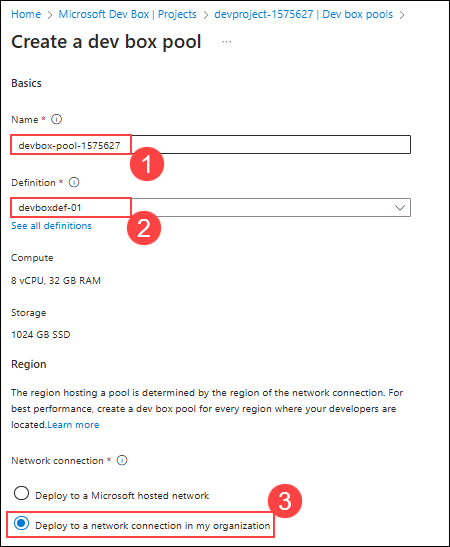 Home > Microsoft Dev Box | Projects > devproject-1575627 | Dev box pools >
Create a dev box pool ...
Basics
Name *
devbox-pool-1575627
1
Definition *
devboxdef-01
See all definitions
2
Compute
8 vCPU, 32 GB RAM
Storage
1024 GB SSD
Region
The region hosting a pool is determined by the region of the network connection. For
best performance, create a dev box pool for every region where your developers are
located.Learn more
Network connection *
Deploy to a Microsoft hosted network
3
Deploy to a network connection in my organization